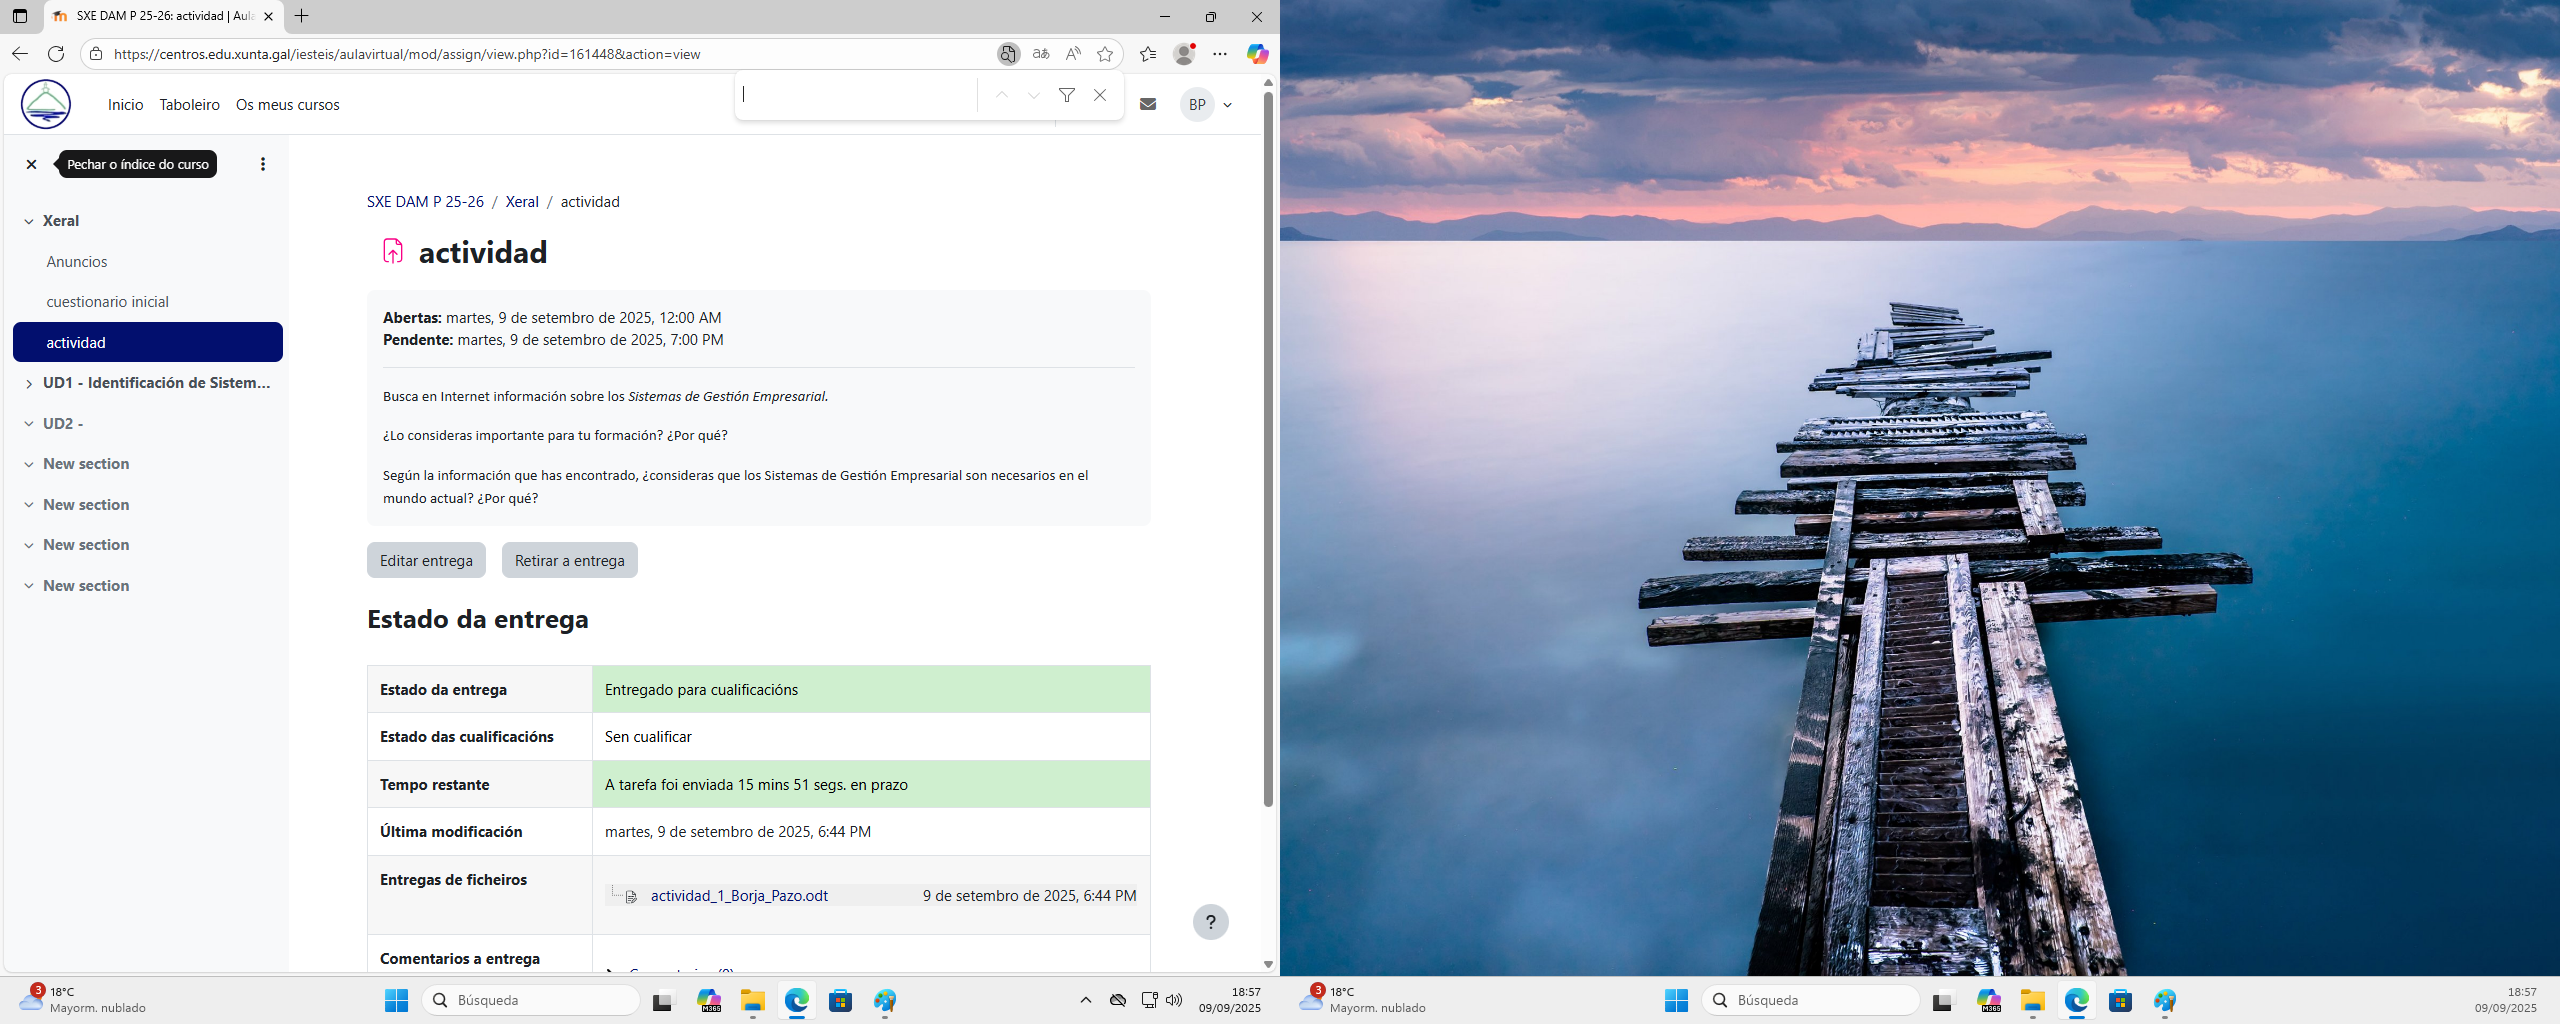 SXE DAM P 25-26: actividad | Aula
https://centros.edu.xunta.gal/iesteis/aulavirtual/mod/assign/view.php?id=161448&action=view
Inicio Taboleiro Os meus cursos
BP
Pechar o índice do curso
Xeral
Anuncios
cuestionario inicial
actividad
UD1 - Identificación de Sistem...
UD2 -
New section
New section
New section
New section
SXE DAM P 25-26 / Xeral / actividad
actividad
Abertas: martes, 9 de setembro de 2025, 12:00 AM
Pendente: martes, 9 de setembro de 2025, 7:00 PM
Busca en Internet información sobre los Sistemas de Gestión Empresarial.
¿Lo consideras importante para tu formación? ¿Por qué?
Según la información que has encontrado, ¿consideras que los Sistemas de Gestión Empresarial son necesarios en el
mundo actual? ¿Por qué?
Editar entrega Retirar a entrega
Estado da entrega
Estado da entrega Entregado para cualificacións
Estado das cualificacións Sen cualificar
Tempo restante A tarefa foi enviada 15 mins 51 segs. en prazo
Última modificación martes, 9 de setembro de 2025, 6:44 PM
Entregas de ficheiros actividad_1_Borja_Pazo.odt 9 de setembro de 2025, 6:44 PM
Comentarios a entrega
?
3 18°C
Mayorm. nublado
Búsqueda
M365
18:57
09/09/2025
3 18°C
Mayorm. nublado
Búsqueda
M365
18:57
09/09/2025